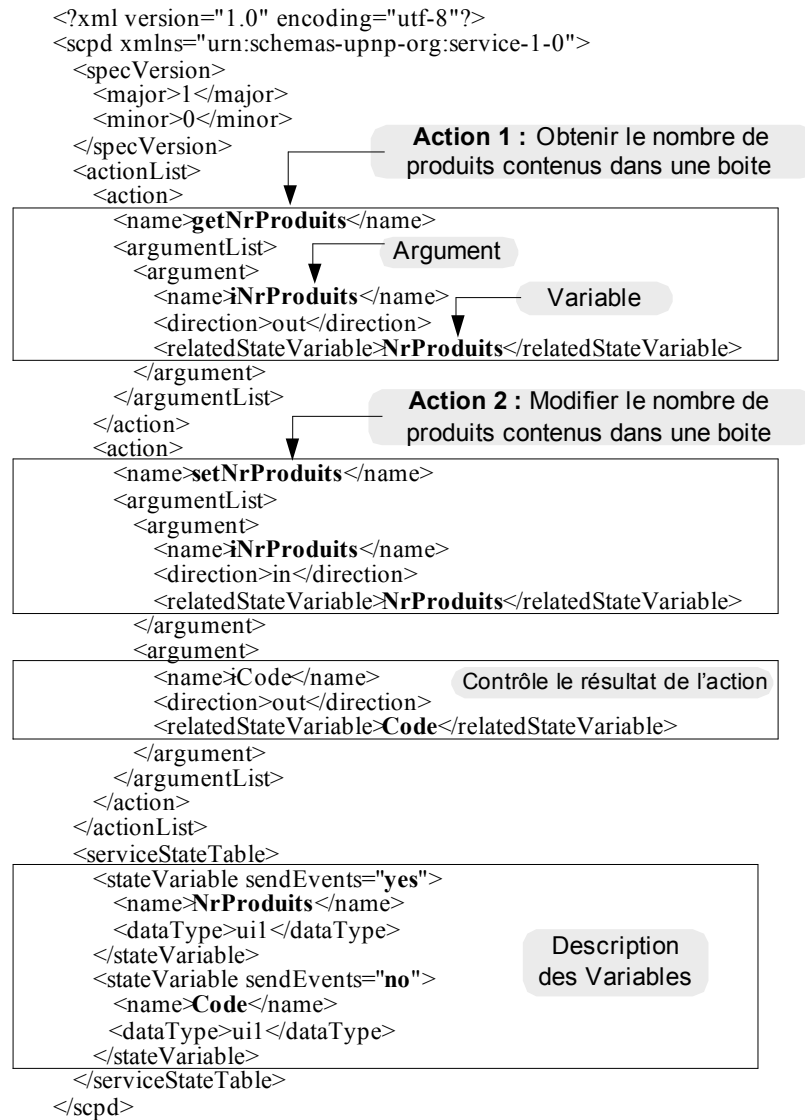 <?xml version="1.0" encoding="utf-8"?>
<scpd xmlns="urn:schemas-upnp-org:service-1-0">
<specVersion>
<major>1</major>
<minor>0</minor>
</specVersion>
Action 1 : Obtenir le nombre de
produits contenus dans une boite
<actionList>
<action>
<name>getNrProduits</name>
<argumentList>
Argument
<argument>
<name>iNrProduits</name>
Variable
<direction>out</direction>
<relatedStateVariable>NrProduits</relatedStateVariable>
</argument>
</argumentList>
Action 2 : Modifier le nombre de
produits contenus dans une boite
</action>
<action>
<name>setNrProduits</name>
<argumentList>
<argument>
<name>iNrProduits</name>
<direction>in</direction>
<relatedStateVariable>NrProduits</relatedStateVariable>
</argument>
<argument>
<name>iCode</name>
Contrôle le résultat de l'action
<direction>out</direction>
<relatedStateVariable>Code</relatedStateVariable>
</argument>
</argumentList>
</action>
</actionList>
<serviceStateTable>
<stateVariable sendEvents="yes">
<name>NrProduits</name>
<dataType>ui1</dataType>
</stateVariable>
Description
des Variables
<stateVariable sendEvents="no">
<name>Code</name>
<dataType>ui1</dataType>
</stateVariable>
</serviceStateTable>
</scpd>